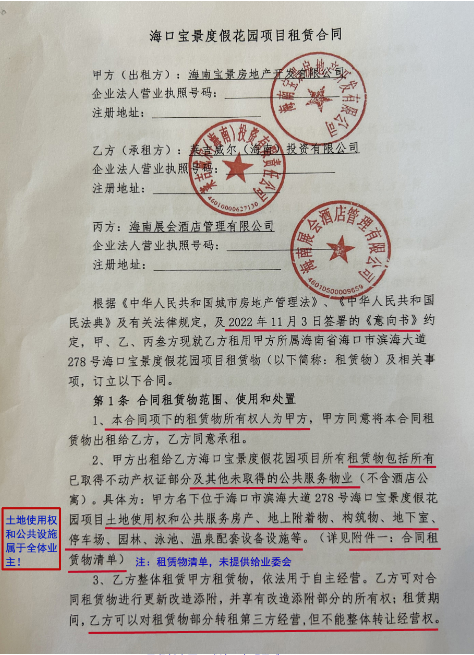 海口宝景度假花园项目租赁合同
甲方（出租方）：海南宝景房地产开发有限公司
企业法人营业执照号码：
注册地址：
乙方（承租方）：美吉威尔（海南）投资有限公司
企业法人营业执照号码：
注册地址：
丙方：海南展会酒店管理有限公司
企业法人营业执照号码：
注册地址：
海南展会酒店管理有限公司
根据《中华人民共和国城市房地产管理法》、《中华人民共和国国
民法典》及有关法律规定，及2022年11月3日签署的《意向书》约
定，甲、乙、丙叁方现就乙方租用甲方所属海南省海口市滨海大道
278号海口宝景度假花园项目租赁物（以下简称：租赁物）及相关事
项，订立以下合同。
第1条 合同租赁物范围、使用和处置
1、本合同项下的租赁物所有权人为甲方，甲方同意将本合同租
赁物出租给乙方，乙方同意承租。
2、甲方出租给乙方海口宝景度假花园项目所有租赁物包括所有
已取得不动产权证部分及其他未取得的公共服务物业（不含酒店公
寓）。具体为：甲方名下位于海口市滨海大道278号海口宝景度假花
园项目土地使用权和公共服务房产、地上附着物、构筑物、地下室、
停车场、园林、泳池、温泉配套设备设施等。（详见附件一：合同租
赁物清单）
注：租赁物清单，未提供给业委会
土地使用权
和公共设施
属于全体业
主！
3、乙方整体租赁甲方租赁物，依法用于自主经营。乙方可对合
同租赁物进行更新改造添附，并享有改造添附部分的所有权；租赁期
间，乙方可以对租赁物部分转租第三方经营，但不能整体转让经营权。